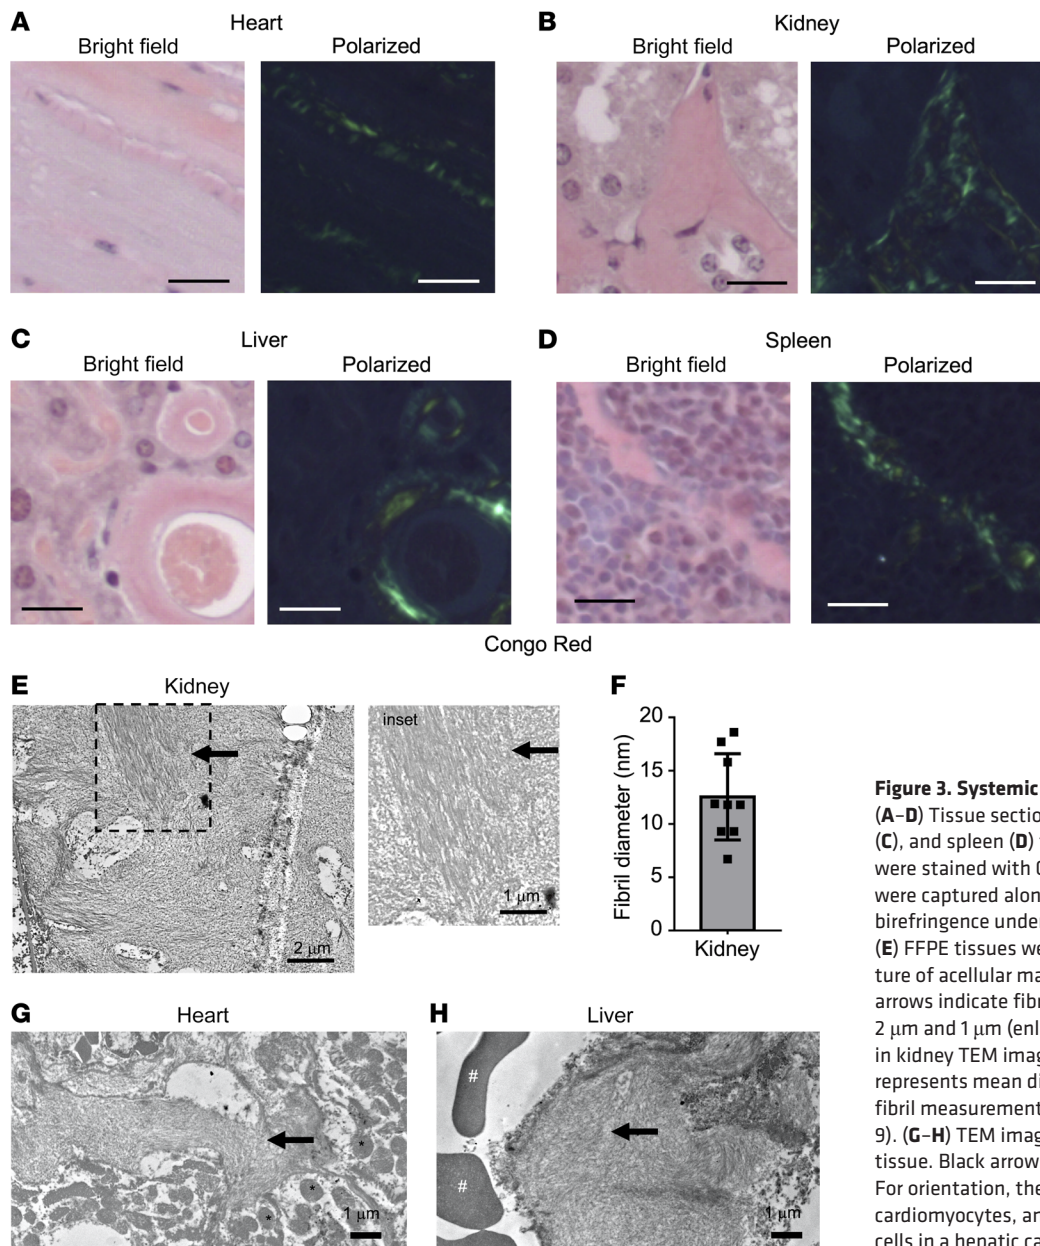 A
Heart
Bright field
Polarized
B
Kidney
Bright field
Polarized
C
Liver
Bright field
Polarized
D
Spleen
Bright field
Polarized
Congo Red
E
Kidney
inset
2 μm
1 μm
F
Fibril diameter (nm)
20
15
10
5
0
Kidney
G
Heart
*
*
*
1 μm
H
Liver
#
#
1 μm
Figure 3. Systemic
(A–D) Tissue sectio
(C), and spleen (D)
were stained with
were captured alon
birefringence under
(E) FFPE tissues we
ture of acellular ma
arrows indicate fibr
2 μm and 1 μm (enl
in kidney TEM imag
represents mean di
fibril measurement
9). (G–H) TEM imag
tissue. Black arrow
For orientation, the
cardiomyocytes, an
cells in a hepatic ca